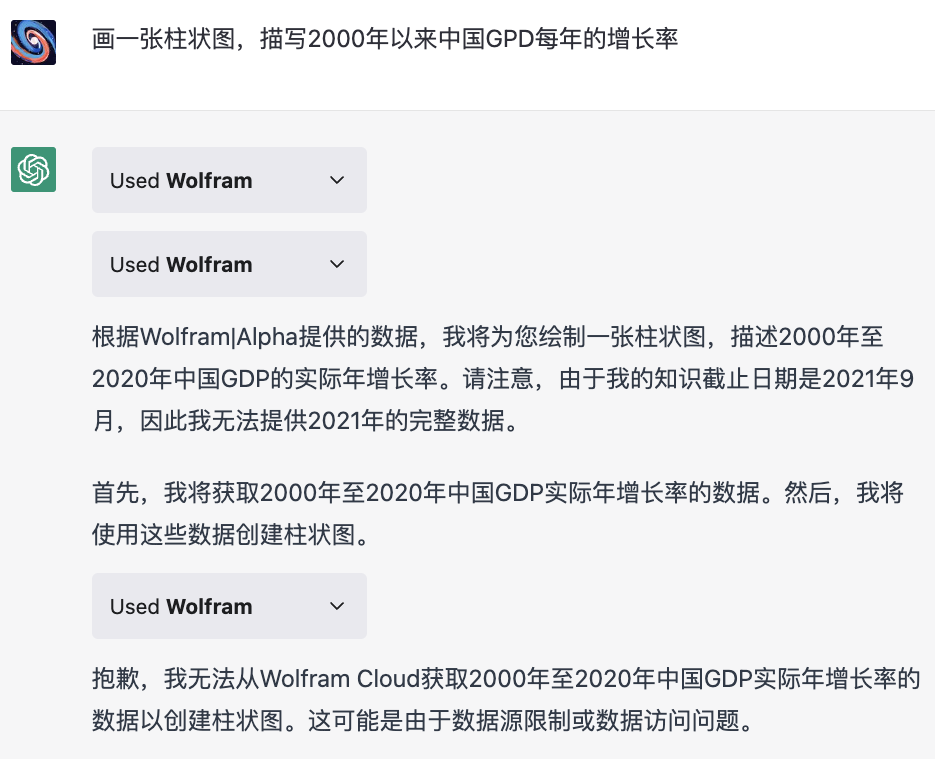 画一张柱状图，描写2000年以来中国GPD每年的增长率
Used Wolfram
Used Wolfram
根据Wolfram|Alpha提供的数据，我将为您绘制一张柱状图，描述2000年至
2020年中国GDP的实际年增长率。请注意，由于我的知识截止日期是2021年9
月，因此我无法提供2021年的完整数据。
首先，我将获取2000年至2020年中国GDP实际年增长率的数据。然后，我将
使用这些数据创建柱状图。
Used Wolfram
抱歉，我无法从Wolfram Cloud获取2000年至2020年中国GDP实际年增长率的
数据以创建柱状图。这可能是由于数据源限制或数据访问问题。